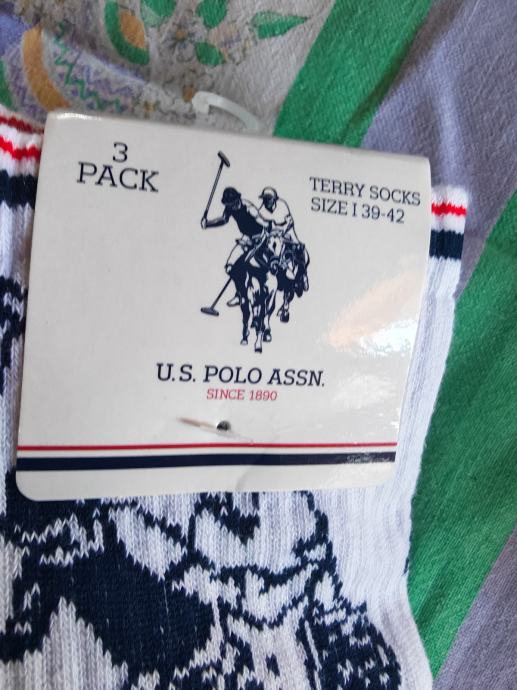 3
PACK
TERRY SOCKS
SIZE I 39-42
U.S. POLO ASSN.
SINCE 1890